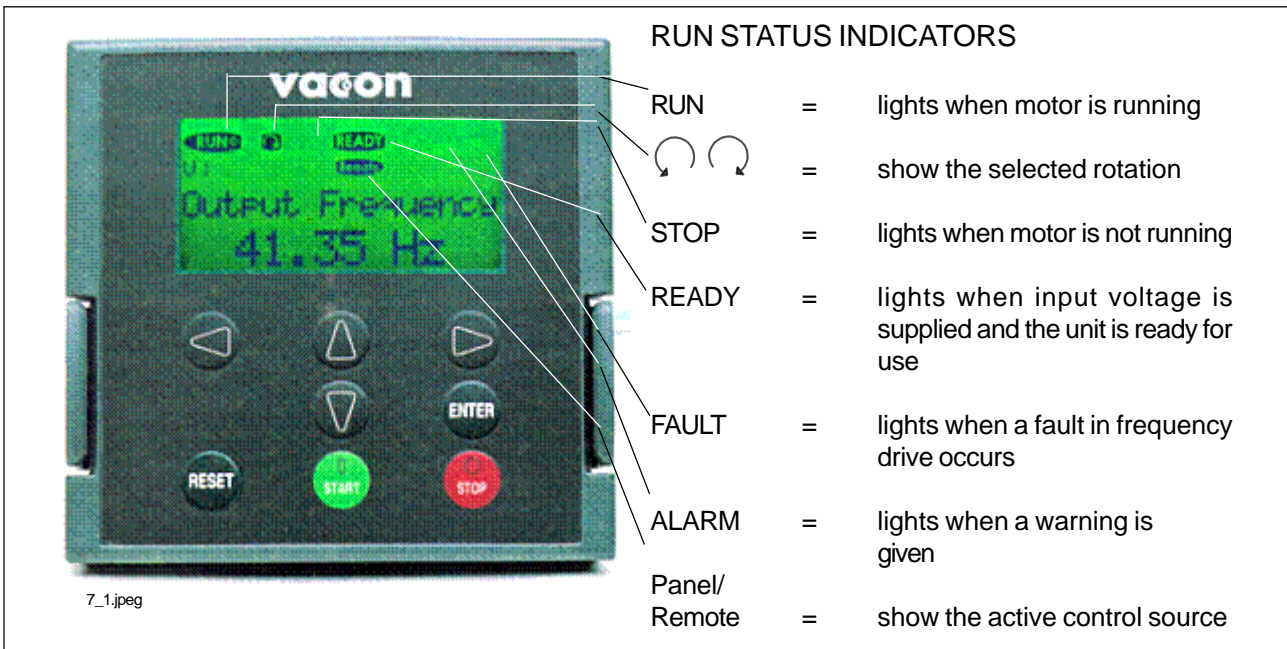 RUN STATUS INDICATORS
vacon
RUN
READY
V1
Output Frequency
41.35 Hz
ENTER
RESET
START
STOP
7_1.jpeg
RUN = lights when motor is running
= show the selected rotation
STOP = lights when motor is not running
READY = lights when input voltage is
supplied and the unit is ready for
use
FAULT = lights when a fault in frequency
drive occurs
ALARM = lights when a warning is
given
Panel/
Remote = show the active control source